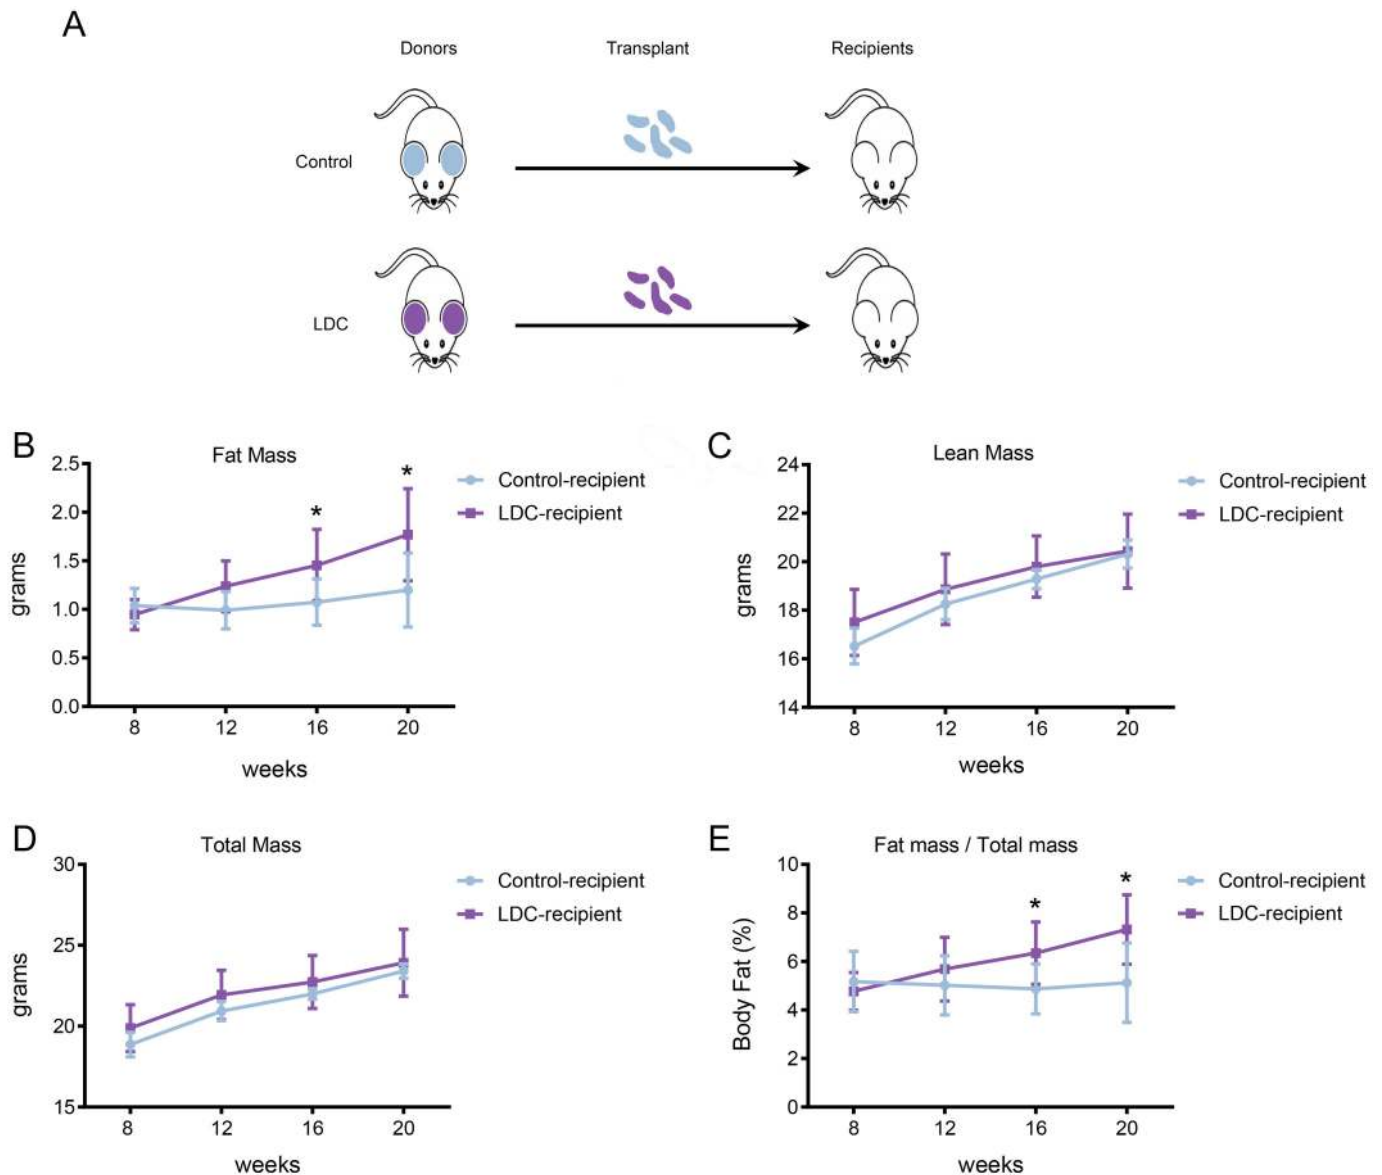 A
Donors Transplant Recipients
Control
LDC
B
Fat Mass
2.5
2.0
1.5
1.0
0.5
0.0
grams
* *
8 12 16 20
weeks
Control-recipient
LDC-recipient
C
Lean Mass
24
22
20
18
16
14
grams
8 12 16 20
weeks
Control-recipient
LDC-recipient
D
Total Mass
30
25
20
15
grams
8 12 16 20
weeks
Control-recipient
LDC-recipient
E
Fat mass / Total mass
10
8
6
4
2
0
Body Fat (%)
* *
8 12 16 20
weeks
Control-recipient
LDC-recipient